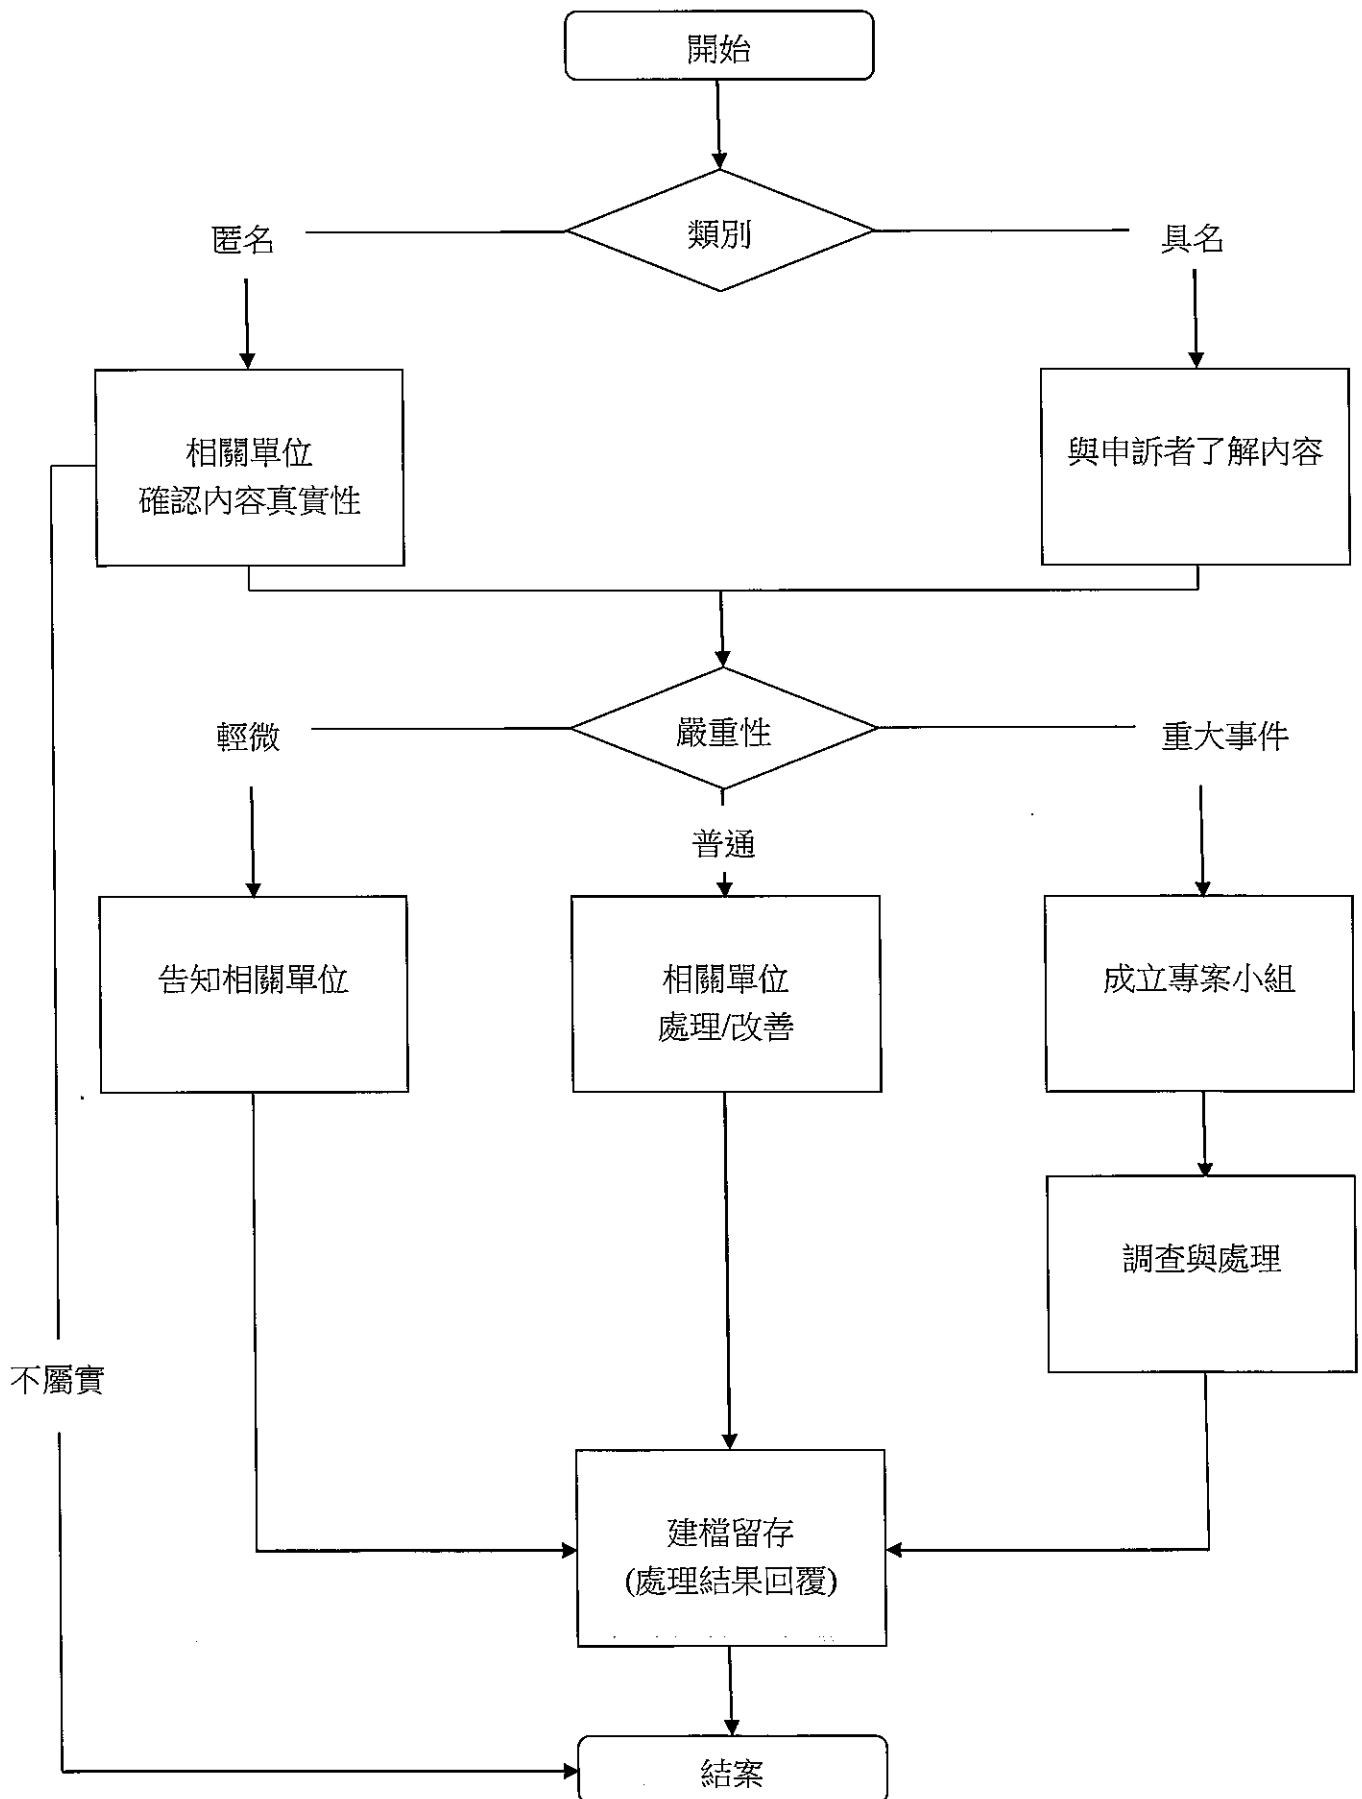 開始
類別
匿名
具名
相關單位
確認內容真實性
與申訴者了解內容
嚴重性
輕微
重大事件
普通
告知相關單位
相關單位
處理/改善
成立專案小組
調查與處理
不屬實
建檔留存
(處理結果回覆)
結案